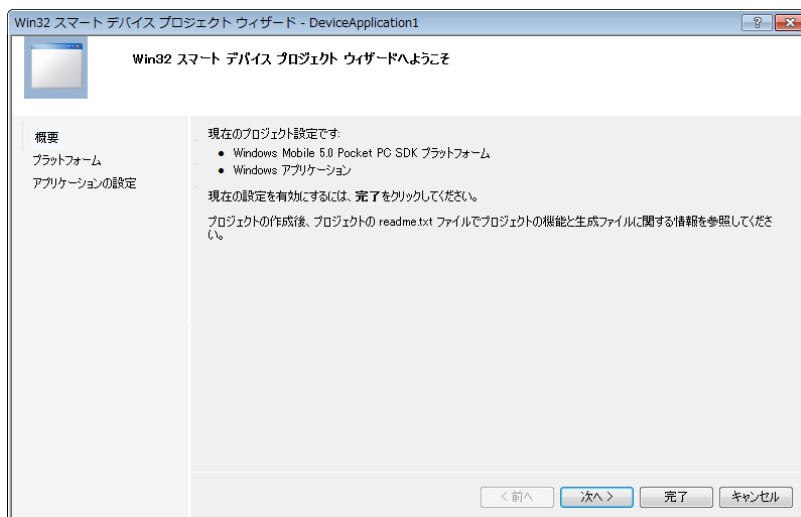 Win32 スマート デバイス プロジェクト ウィザード - DeviceApplication1
Win32 スマート デバイス プロジェクト ウィザードへようこそ
概要
プラットフォーム
アプリケーションの設定
現在のプロジェクト設定です:
● Windows Mobile 5.0 Pocket PC SDK プラットフォーム
● Windows アプリケーション
現在の設定を有効にするには、完了をクリックしてください。
プロジェクトの作成後、プロジェクトの readme.txt ファイルでプロジェクトの機能と生成ファイルに関する情報を参照してくださ
い。
< 前へ
次へ >
完了
キャンセル